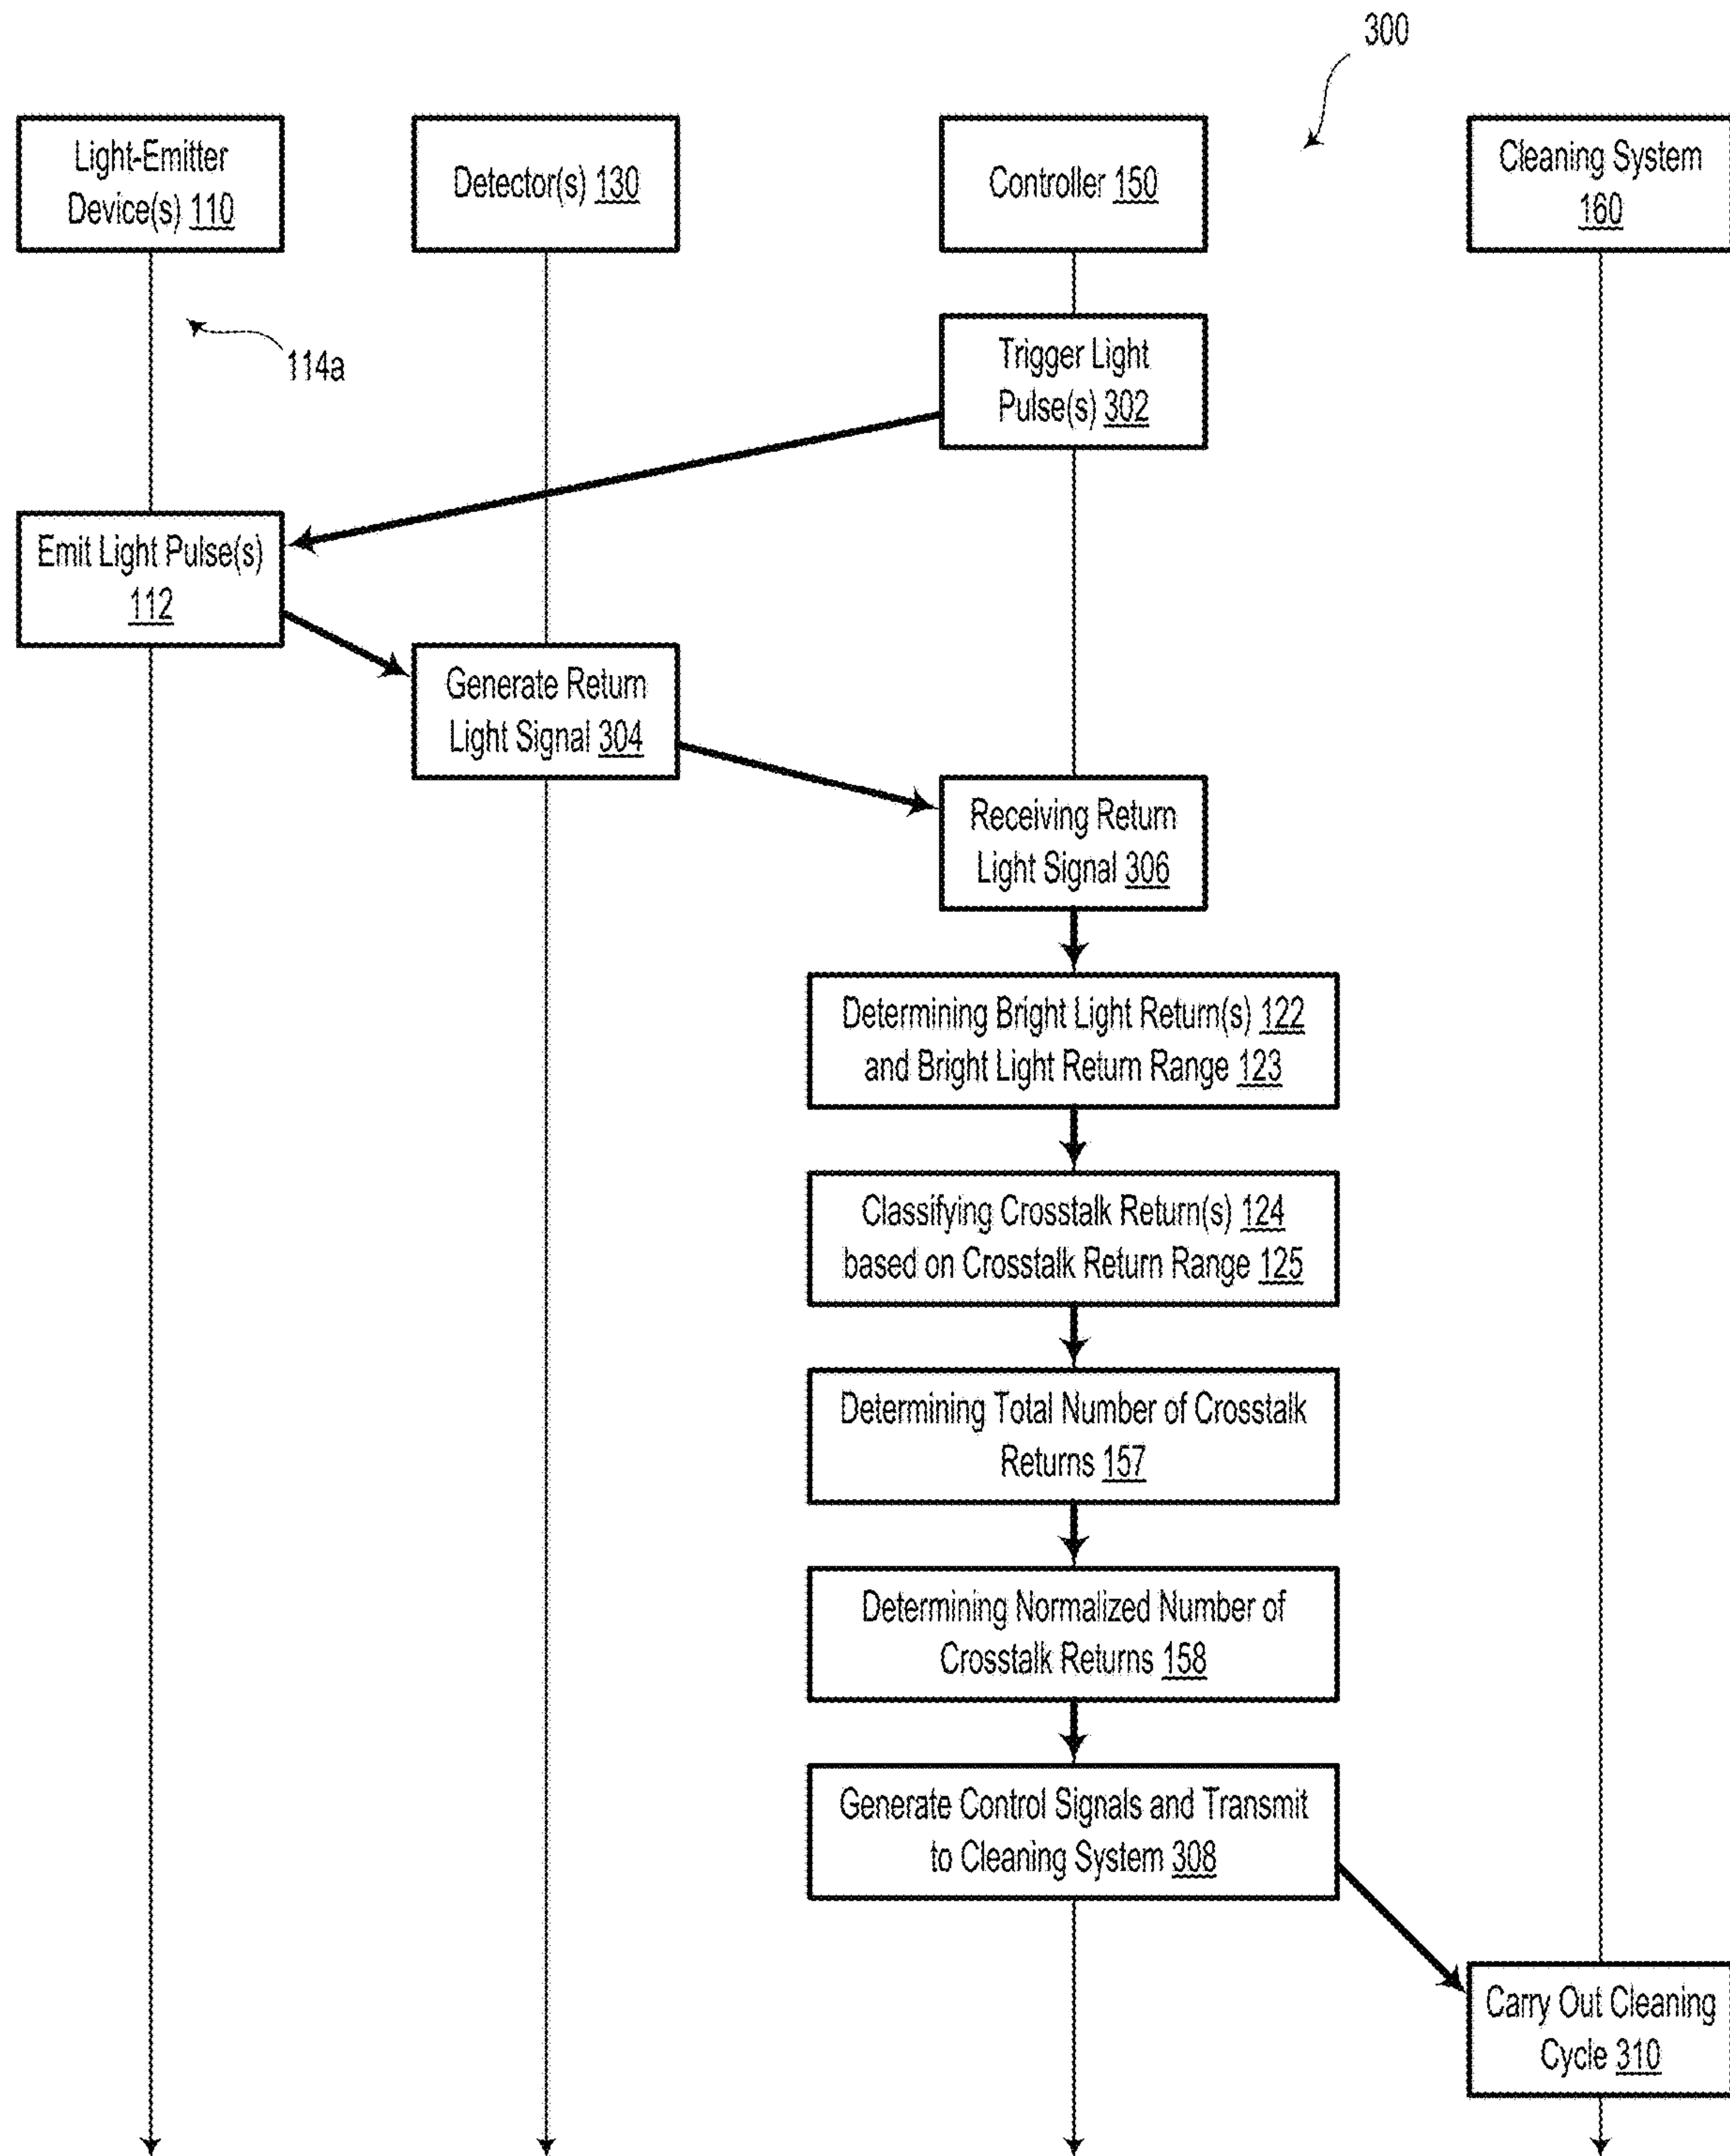 300
Light-Emitter
Device(s) 110
Detector(s) 130
Controller 150
Cleaning System
160
114a
Trigger Light
Pulse(s) 302
Emit Light Pulse(s)
112
Generate Return
Light Signal 304
Receiving Return
Light Signal 306
Determining Bright Light Return(s) 122
and Bright Light Return Range 123
Classifying Crosstalk Return(s) 124
based on Crosstalk Return Range 125
Determining Total Number of Crosstalk
Returns 157
Determining Normalized Number of
Crosstalk Returns 158
Generate Control Signals and Transmit
to Cleaning System 308
Carry Out Cleaning
Cycle 310